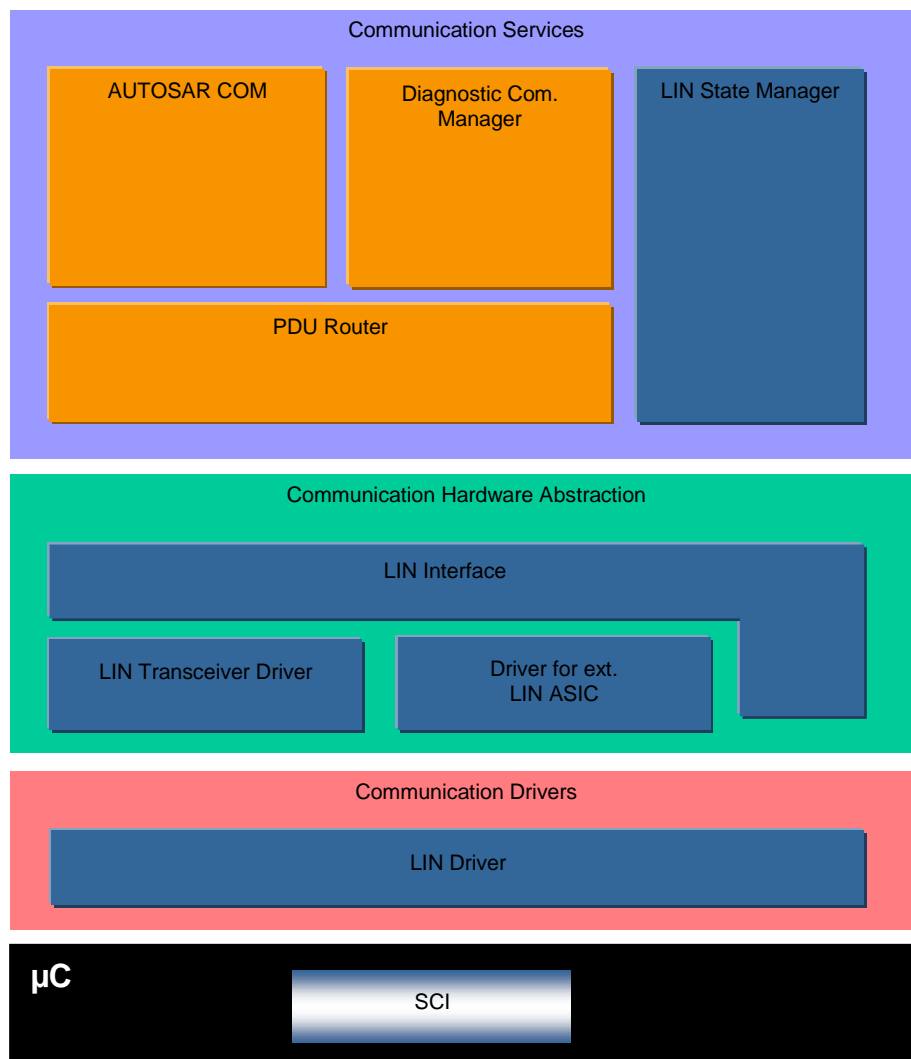 Communication Services
AUTOSAR COM
Diagnostic Com.
Manager
LIN State Manager
PDU Router
Communication Hardware Abstraction
LIN Interface
LIN Transceiver Driver
Driver for ext.
LIN ASIC
Communication Drivers
LIN Driver
µC
SCI